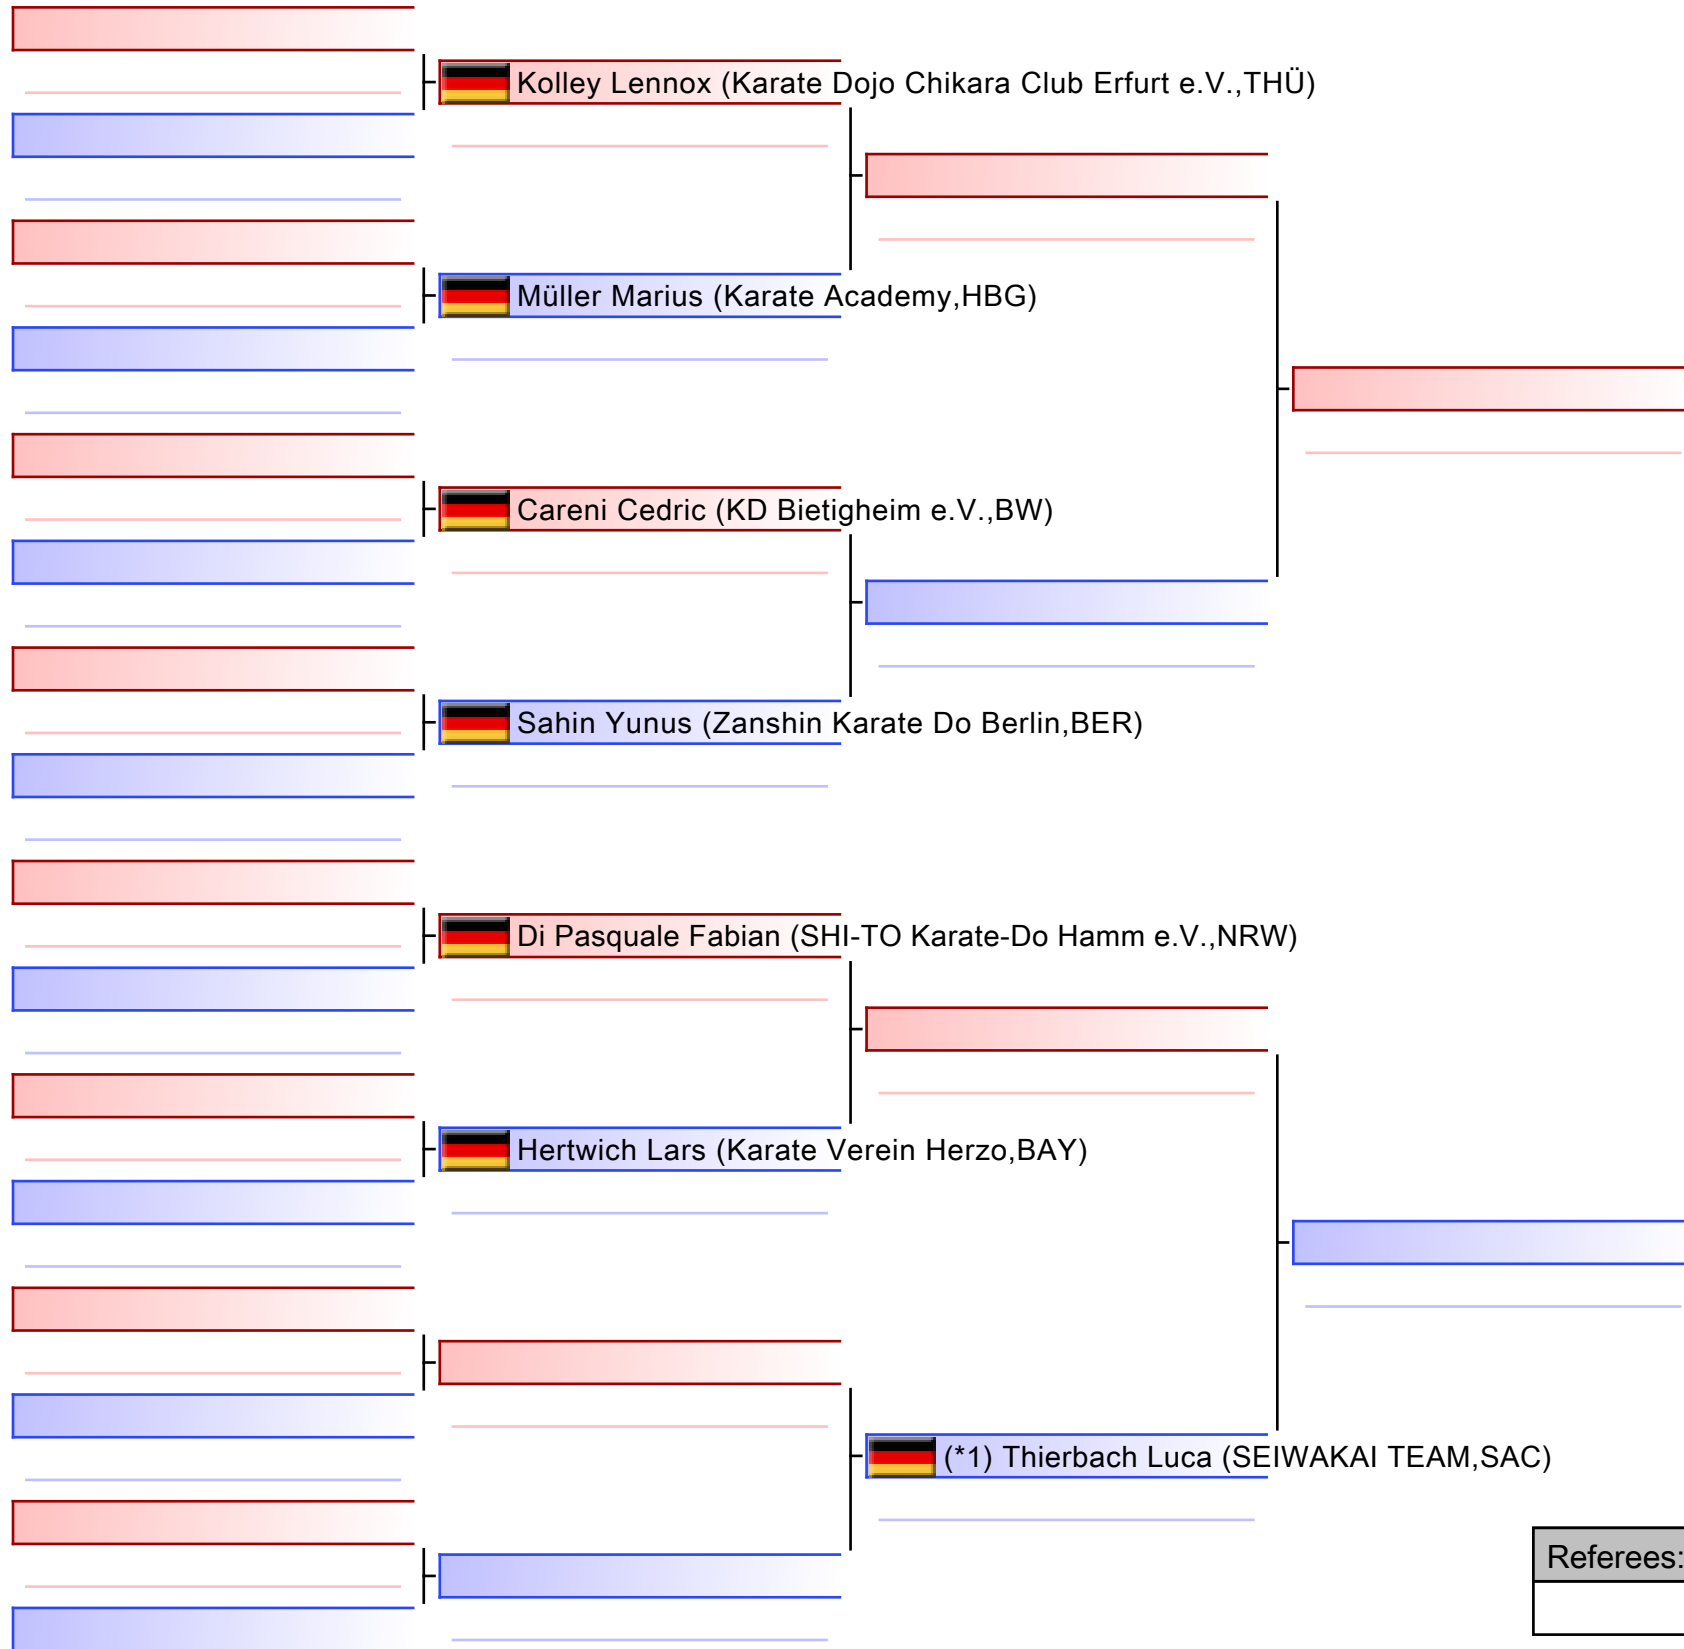 Kolley Lennox (Karate Dojo Chikara Club Erfurt e.V.,THÜ)
Müller Marius (Karate Academy,HBG)
Careni Cedric (KD Bietigheim e.V.,BW)
Sahin Yunus (Zanshin Karate Do Berlin,BER)
Di Pasquale Fabian (SHI-TO Karate-Do Hamm e.V.,NRW)
Hertwich Lars (Karate Verein Herzo,BAY)
(*1) Thierbach Luca (SEIWAKAI TEAM,SAC)
Referees: